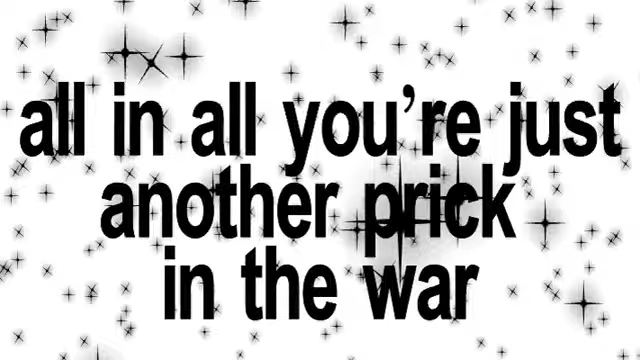 all in all you’re just
another prick
in the war